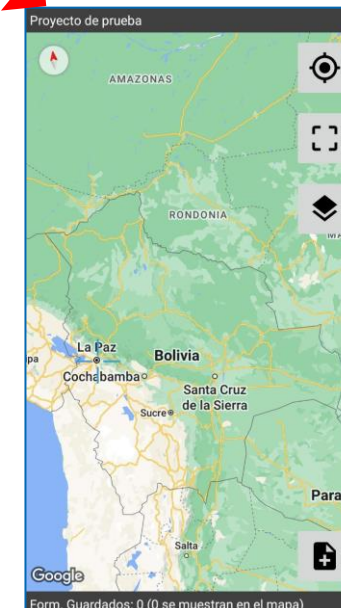 Proyecto de prueba
AMAZONAS
RONDONIA
MA
La Paz
Bolivia
Cochabamba
Santa Cruz
de la Sierra
Sucre
Para
Salta
Google
Form. Guardados: 0 (0 se muestran en el mapa)